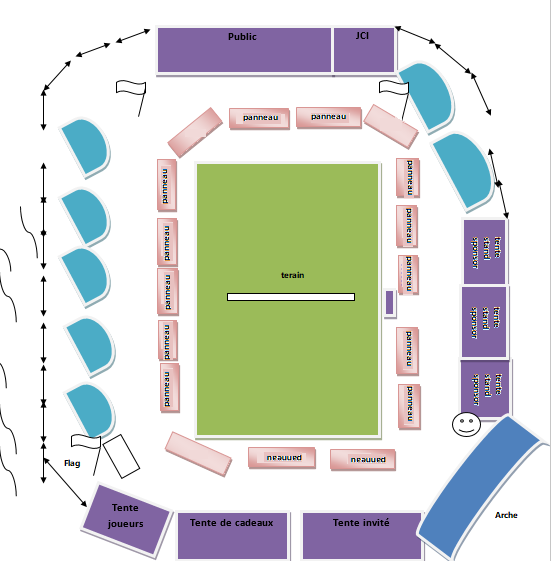 Public
JCI
panneau
panneau
panneau
panneau
panneau
panneau
panneau
panneau
panneau
panneau
panneau
panneau
terain
tente
stand
sponsor
tente
stand
sponsor
tente
stand
sponsor
panneau
panneau
Flag
Tente
joueurs
Tente de cadeaux
Tente invité
Arche